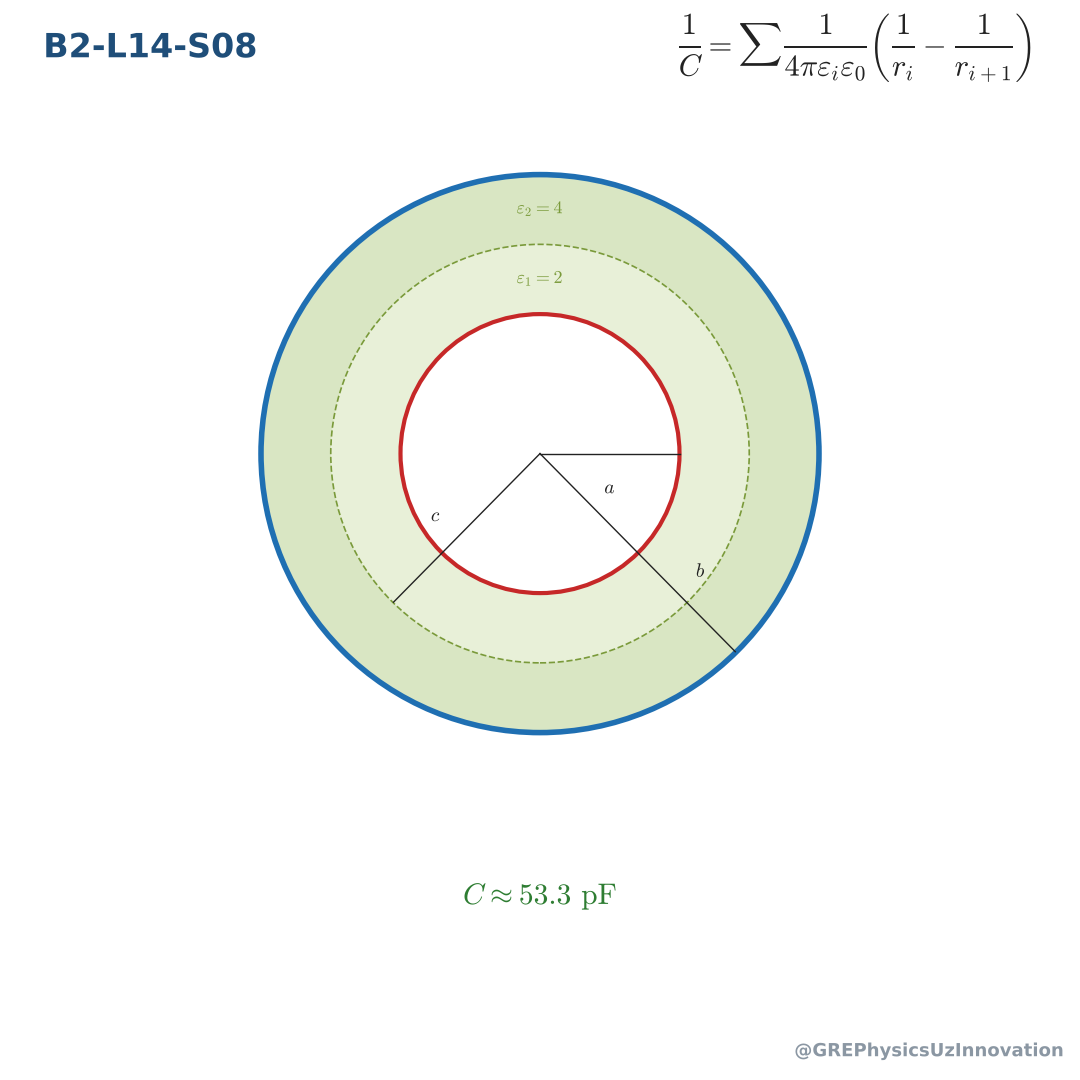 B2-L14-S08
1/C = ∑ 1/(4πε_iε_0) (1/r_i − 1/r_{i+1})
ε₂ = 4
ε₁ = 2
a
c
b
C ≈ 53.3 pF
@GREPhysicsUzInnovation